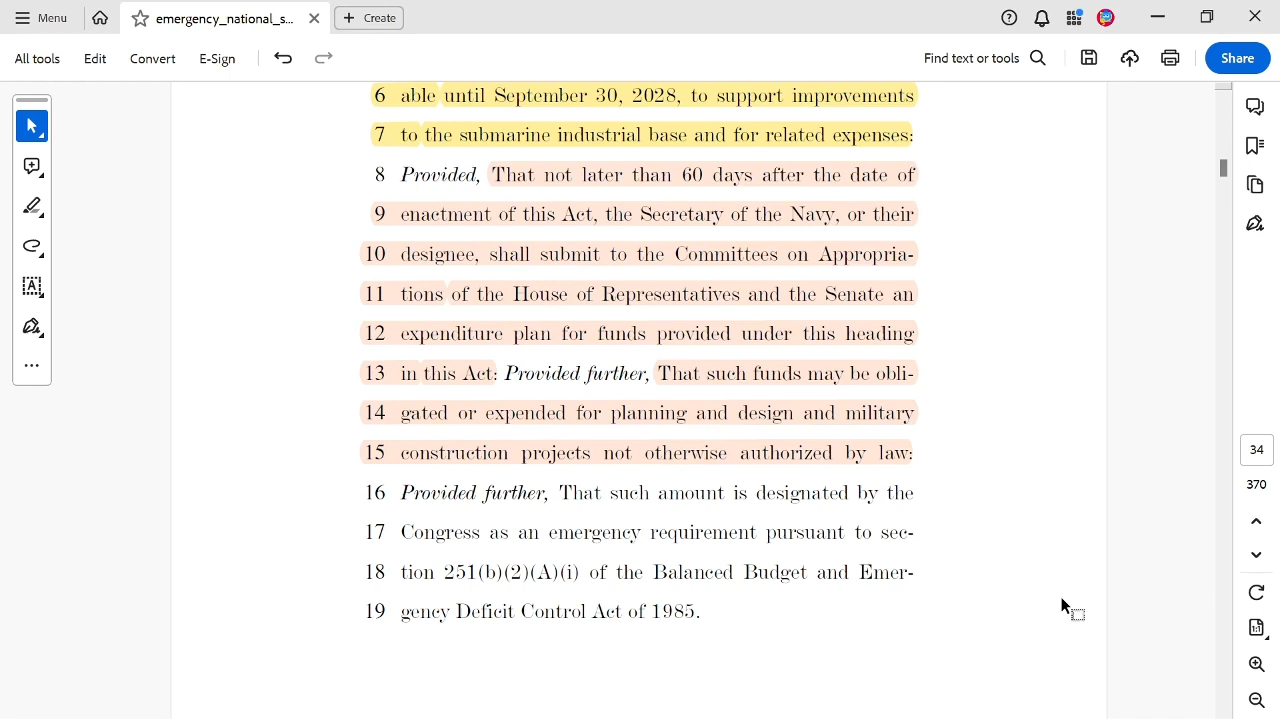 Menu
emergency_national_s...
Create
All tools
Edit
Convert
E-Sign
Find text or tools
Share
6 able until September 30, 2028, to support improvements
7 to the submarine industrial base and for related expenses:
8 Provided, That not later than 60 days after the date of
9 enactment of this Act, the Secretary of the Navy, or their
10 designee, shall submit to the Committees on Appropria-
11 tions of the House of Representatives and the Senate an
12 expenditure plan for funds provided under this heading
13 in this Act: Provided further, That such funds may be obli-
14 gated or expended for planning and design and military
15 construction projects not otherwise authorized by law:
16 Provided further, That such amount is designated by the
17 Congress as an emergency requirement pursuant to sec-
18 tion 251(b)(2)(A)(i) of the Balanced Budget and Emer-
19 gency Deficit Control Act of 1985.
34
370
1:1